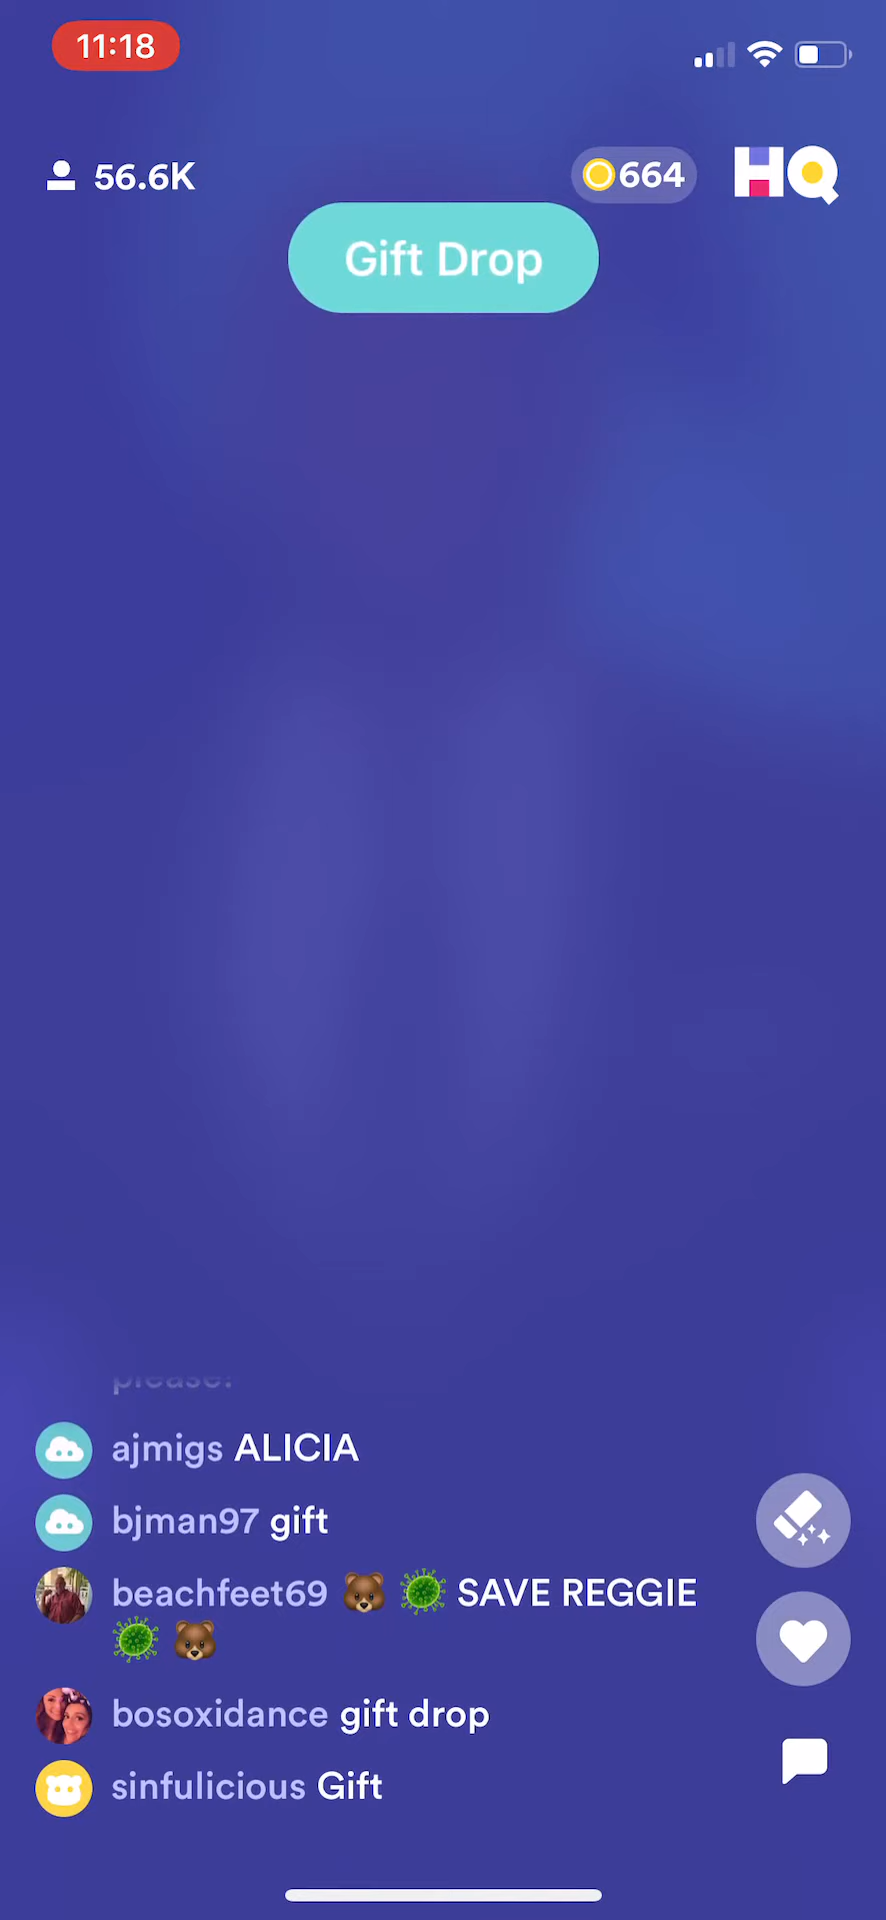 11:18
56.6K
664
HQ
Gift Drop
please!
ajmigs ALICIA
bjman97 gift
beachfeet69 🐻 🦠 SAVE REGGIE
🦠 🐻
bosoxidance gift drop
sinfulicious Gift